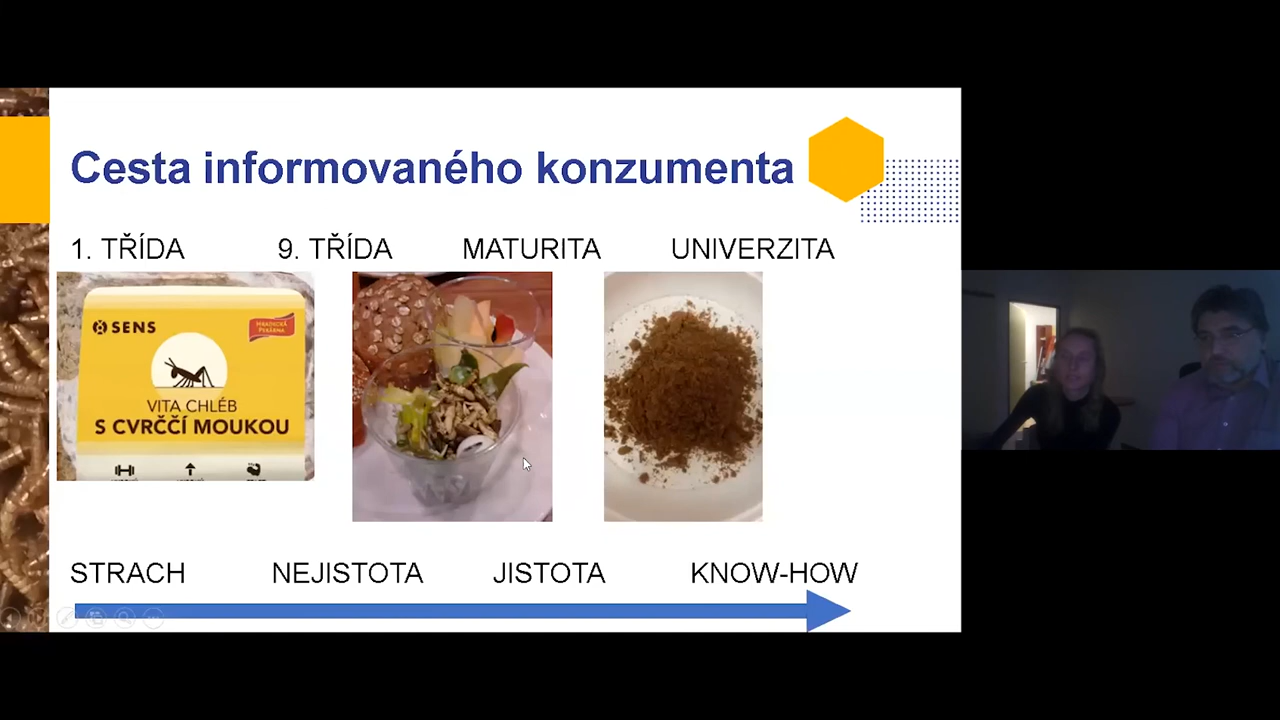 Cesta informovaného konzumenta
1. TŘÍDA 9. TŘÍDA MATURITA UNIVERZITA
SENS
HRADECKÁ
PEKÁRNA
VITA CHLÉB
S CVRČČÍ MOUKOU
STRACH NEJISTOTA JISTOTA KNOW-HOW